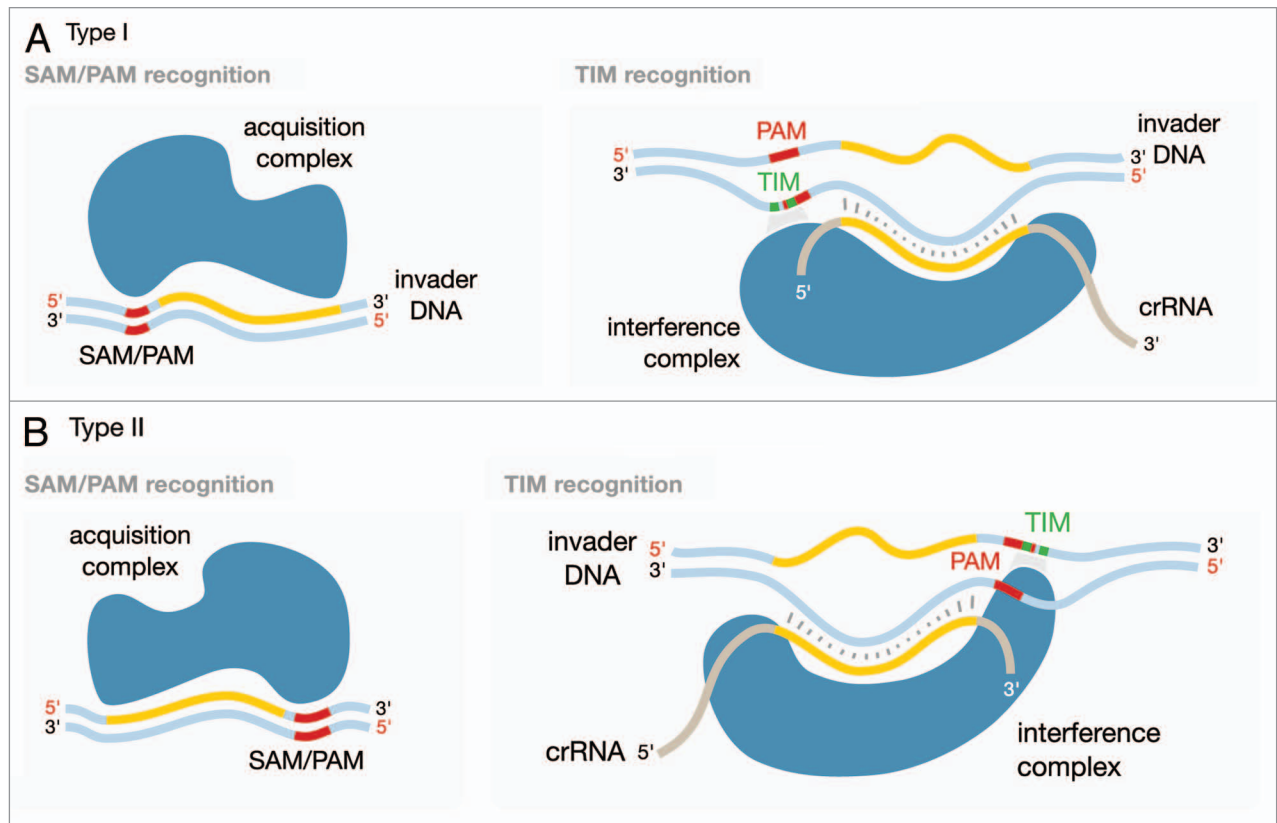 A Type I
SAM/PAM recognition
acquisition
complex
5'
3'
3'
5'
invader
DNA
SAM/PAM
TIM recognition
PAM
invader
DNA
5'
3'
3'
5'
TIM
5'
interference
complex
crRNA
3'
B Type II
SAM/PAM recognition
acquisition
complex
5'
3'
3'
5'
SAM/PAM
TIM recognition
TIM
invader
DNA
5'
3'
PAM
3'
5'
3'
crRNA 5'
interference
complex